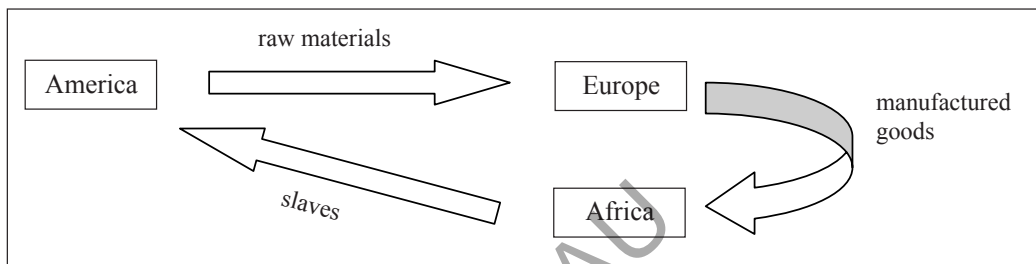 raw materials
America
Europe
manufactured
goods
slaves
Africa